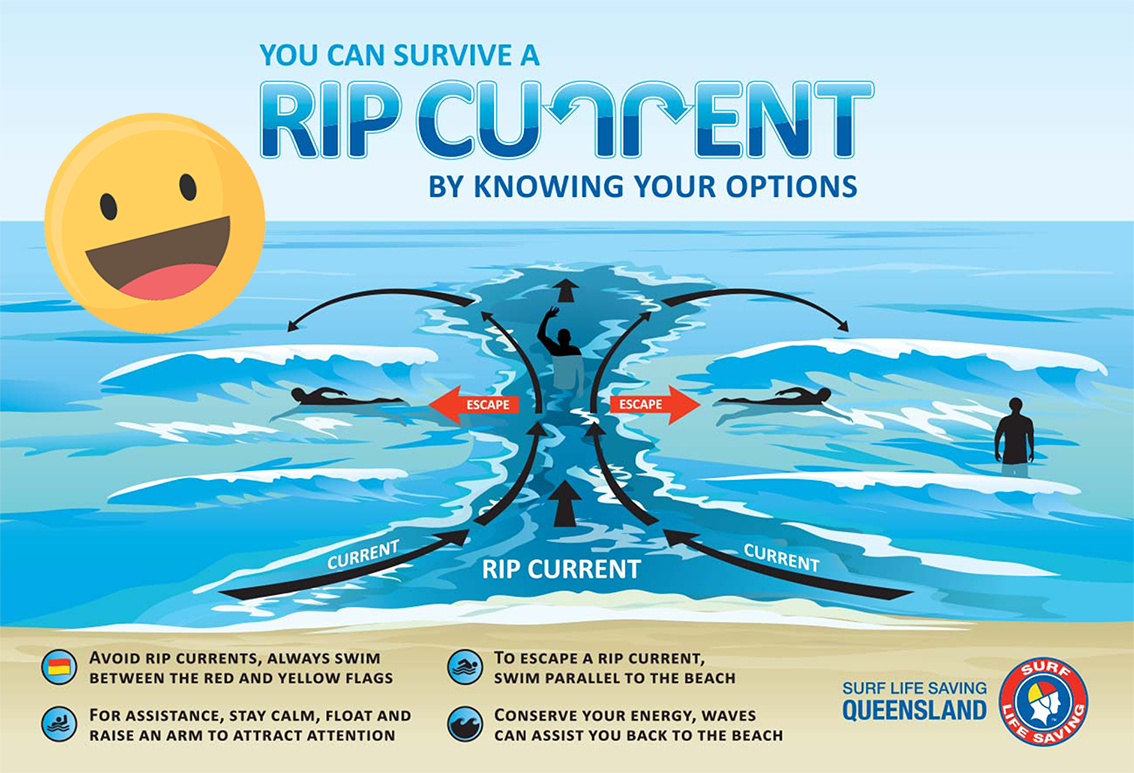 YOU CAN SURVIVE A
RIP CURRENT
BY KNOWING YOUR OPTIONS
ESCAPE
ESCAPE
CURRENT
CURRENT
RIP CURRENT
AVOID RIP CURRENTS, ALWAYS SWIM
BETWEEN THE RED AND YELLOW FLAGS
FOR ASSISTANCE, STAY CALM, FLOAT AND
RAISE AN ARM TO ATTRACT ATTENTION
TO ESCAPE A RIP CURRENT,
SWIM PARALLEL TO THE BEACH
CONSERVE YOUR ENERGY, WAVES
CAN ASSIST YOU BACK TO THE BEACH
SURF LIFE SAVING
QUEENSLAND
SURF
LIFE SAVING